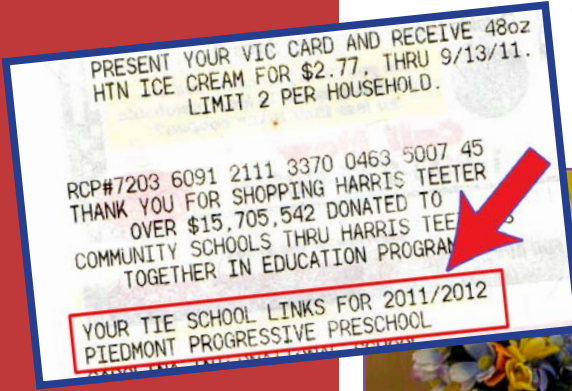 PRESENT YOUR VIC CARD AND RECEIVE 48oz
HTN ICE CREAM FOR $2.77, THRU 9/13/11.
LIMIT 2 PER HOUSEHOLD.
RCP#7203 6091 2111 3370 0463 5007 45
THANK YOU FOR SHOPPING HARRIS TEETER
OVER $15,705,542 DONATED TO
COMMUNITY SCHOOLS THRU HARRIS
TOGETHER IN EDUCATION
YOUR TIE SCHOOL LINKS FOR 2011/2012
PIEDMONT PROGRESSIVE PRESCHOOL